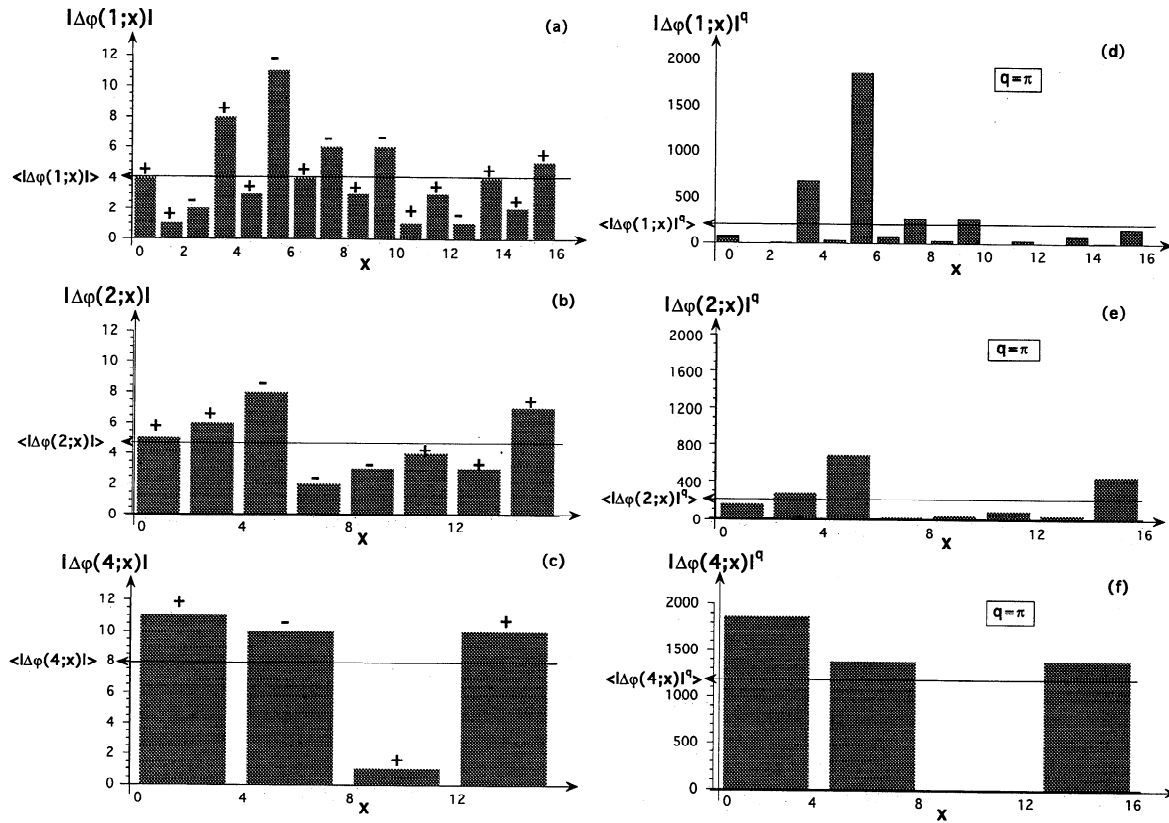 |Δφ(1;x)|
(a)
12
10
8
6
4
2
0
<|Δφ(1;x)|>
+ + - + + - + - + - + + - + + +
0 2 4 6 8 10 12 14 16
x
|Δφ(1;x)|q
(d)
q=π
2000
1500
1000
500
0
<|Δφ(1;x)|q>
0 2 4 6 8 10 12 14 16
x
|Δφ(2;x)|
(b)
12
10
8
6
4
2
0
<|Δφ(2;x)|>
+ + - - - + + +
0 4 8 12
x
|Δφ(2;x)|q
(e)
q=π
2000
1600
1200
800
400
0
<|Δφ(2;x)|q>
0 4 8 12 16
x
|Δφ(4;x)|
(c)
12
10
8
6
4
2
0
<|Δφ(4;x)|>
+ - + +
0 4 8 12
x
|Δφ(4;x)|q
(f)
q=π
2000
1500
1000
500
0
<|Δφ(4;x)|q>
0 4 8 12 16
x